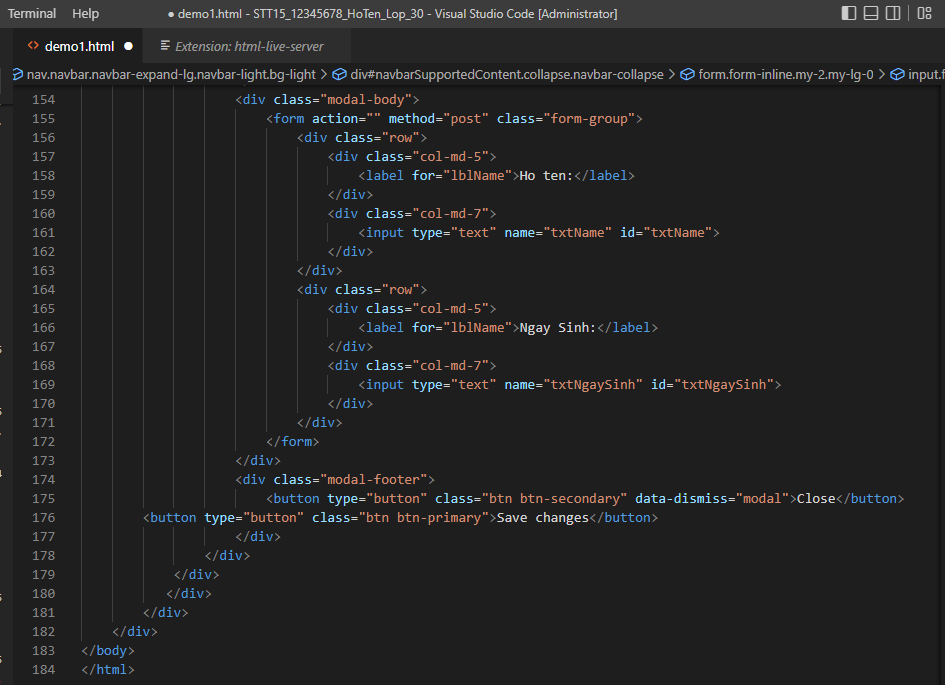 Terminal Help ● demo1.html - STT15_12345678_HoTen_Lop_30 - Visual Studio Code [Administrator]
<> demo1.html ● Extension: html-live-server
nav.navbar.navbar-expand-lg.navbar-light.bg-light > div#navbarSupportedContent.collapse.navbar-collapse > form.form-inline.my-2.my-lg-0 > input.f
154 <div class="modal-body">
155 <form action="" method="post" class="form-group">
156 <div class="row">
157 <div class="col-md-5">
158 <label for="lblName">Ho ten:</label>
159 </div>
160 <div class="col-md-7">
161 <input type="text" name="txtName" id="txtName">
162 </div>
163 </div>
164 <div class="row">
165 <div class="col-md-5">
166 <label for="lblName">Ngay Sinh:</label>
167 </div>
168 <div class="col-md-7">
169 <input type="text" name="txtNgaySinh" id="txtNgaySinh">
170 </div>
171 </div>
172 </form>
173 </div>
174 <div class="modal-footer">
175 <button type="button" class="btn btn-secondary" data-dismiss="modal">Close</button>
176 <button type="button" class="btn btn-primary">Save changes</button>
177 </div>
178 </div>
179 </div>
180 </div>
181 </div>
182 </div>
183 </body>
184 </html>